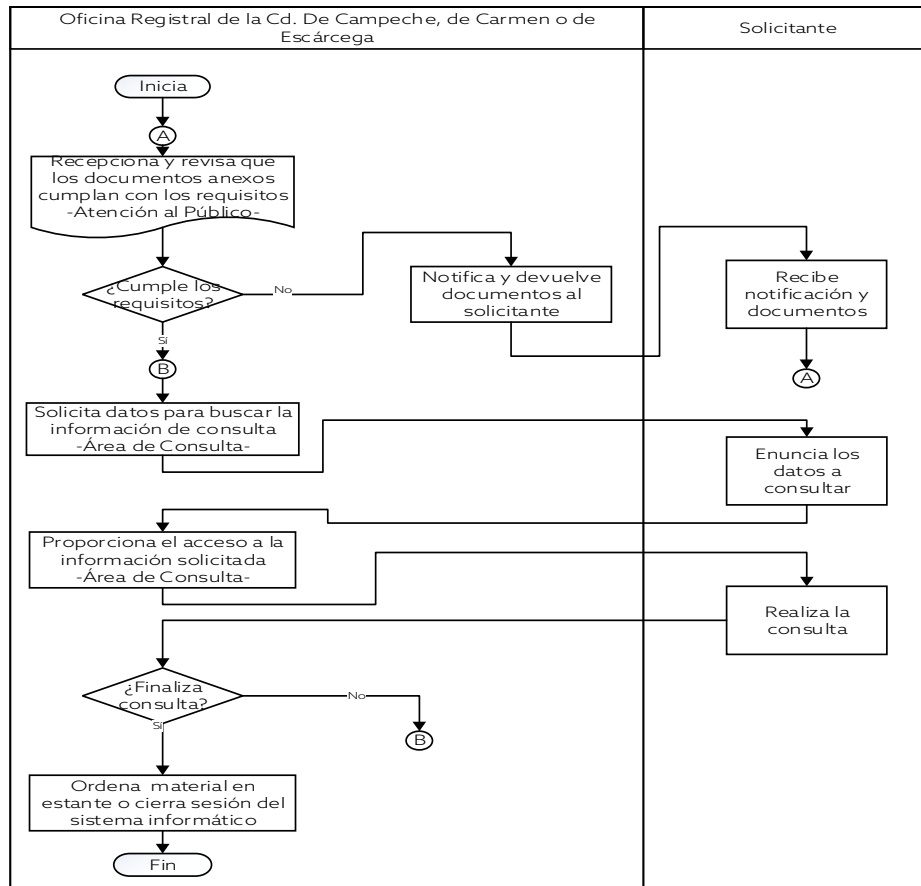 Oficina Registral de la Cd. De Campeche, de Carmen o de
Escárcega
Solicitante
Inicia
A
Recepciona y revisa que
los documentos anexos
cumplan con los requisitos
-Atención al Público-
¿Cumple los
requisitos?
No
Notifica y devuelve
documentos al
solicitante
Recibe
notificación y
documentos
A
Sí
B
Solicita datos para buscar la
información de consulta
-Área de Consulta-
Enuncia los
datos a
consultar
Proporciona el acceso a la
información solicitada
-Área de Consulta-
Realiza la
consulta
¿Finaliza
consulta?
No
B
Sí
Ordena material en
estante o cierra sesión del
sistema informático
Fin